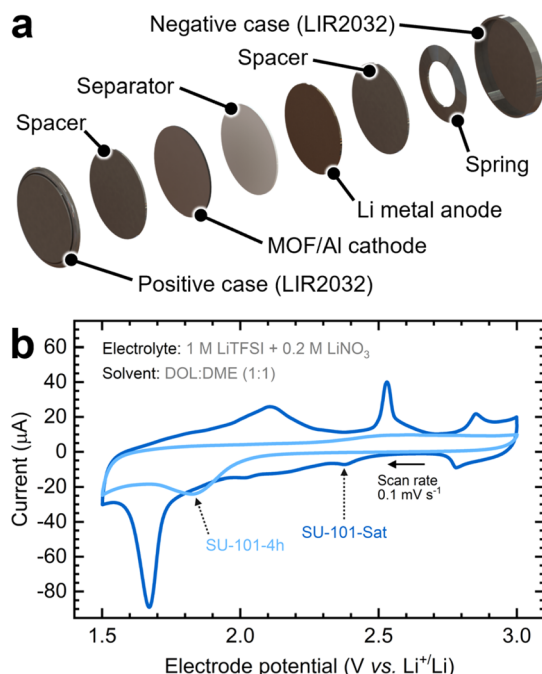 a
Negative case (LIR2032)
Spacer
Separator
Spacer
Spring
Li metal anode
MOF/Al cathode
Positive case (LIR2032)
b
Electrolyte: 1 M LiTFSI + 0.2 M LiNO₃
Solvent: DOL:DME (1:1)
60
40
20
0
-20
-40
-60
-80
Current (μA)
Scan rate
0.1 mV s⁻¹
SU-101-4h
SU-101-Sat
1.5 2.0 2.5 3.0
Electrode potential (V vs. Li⁺/Li)